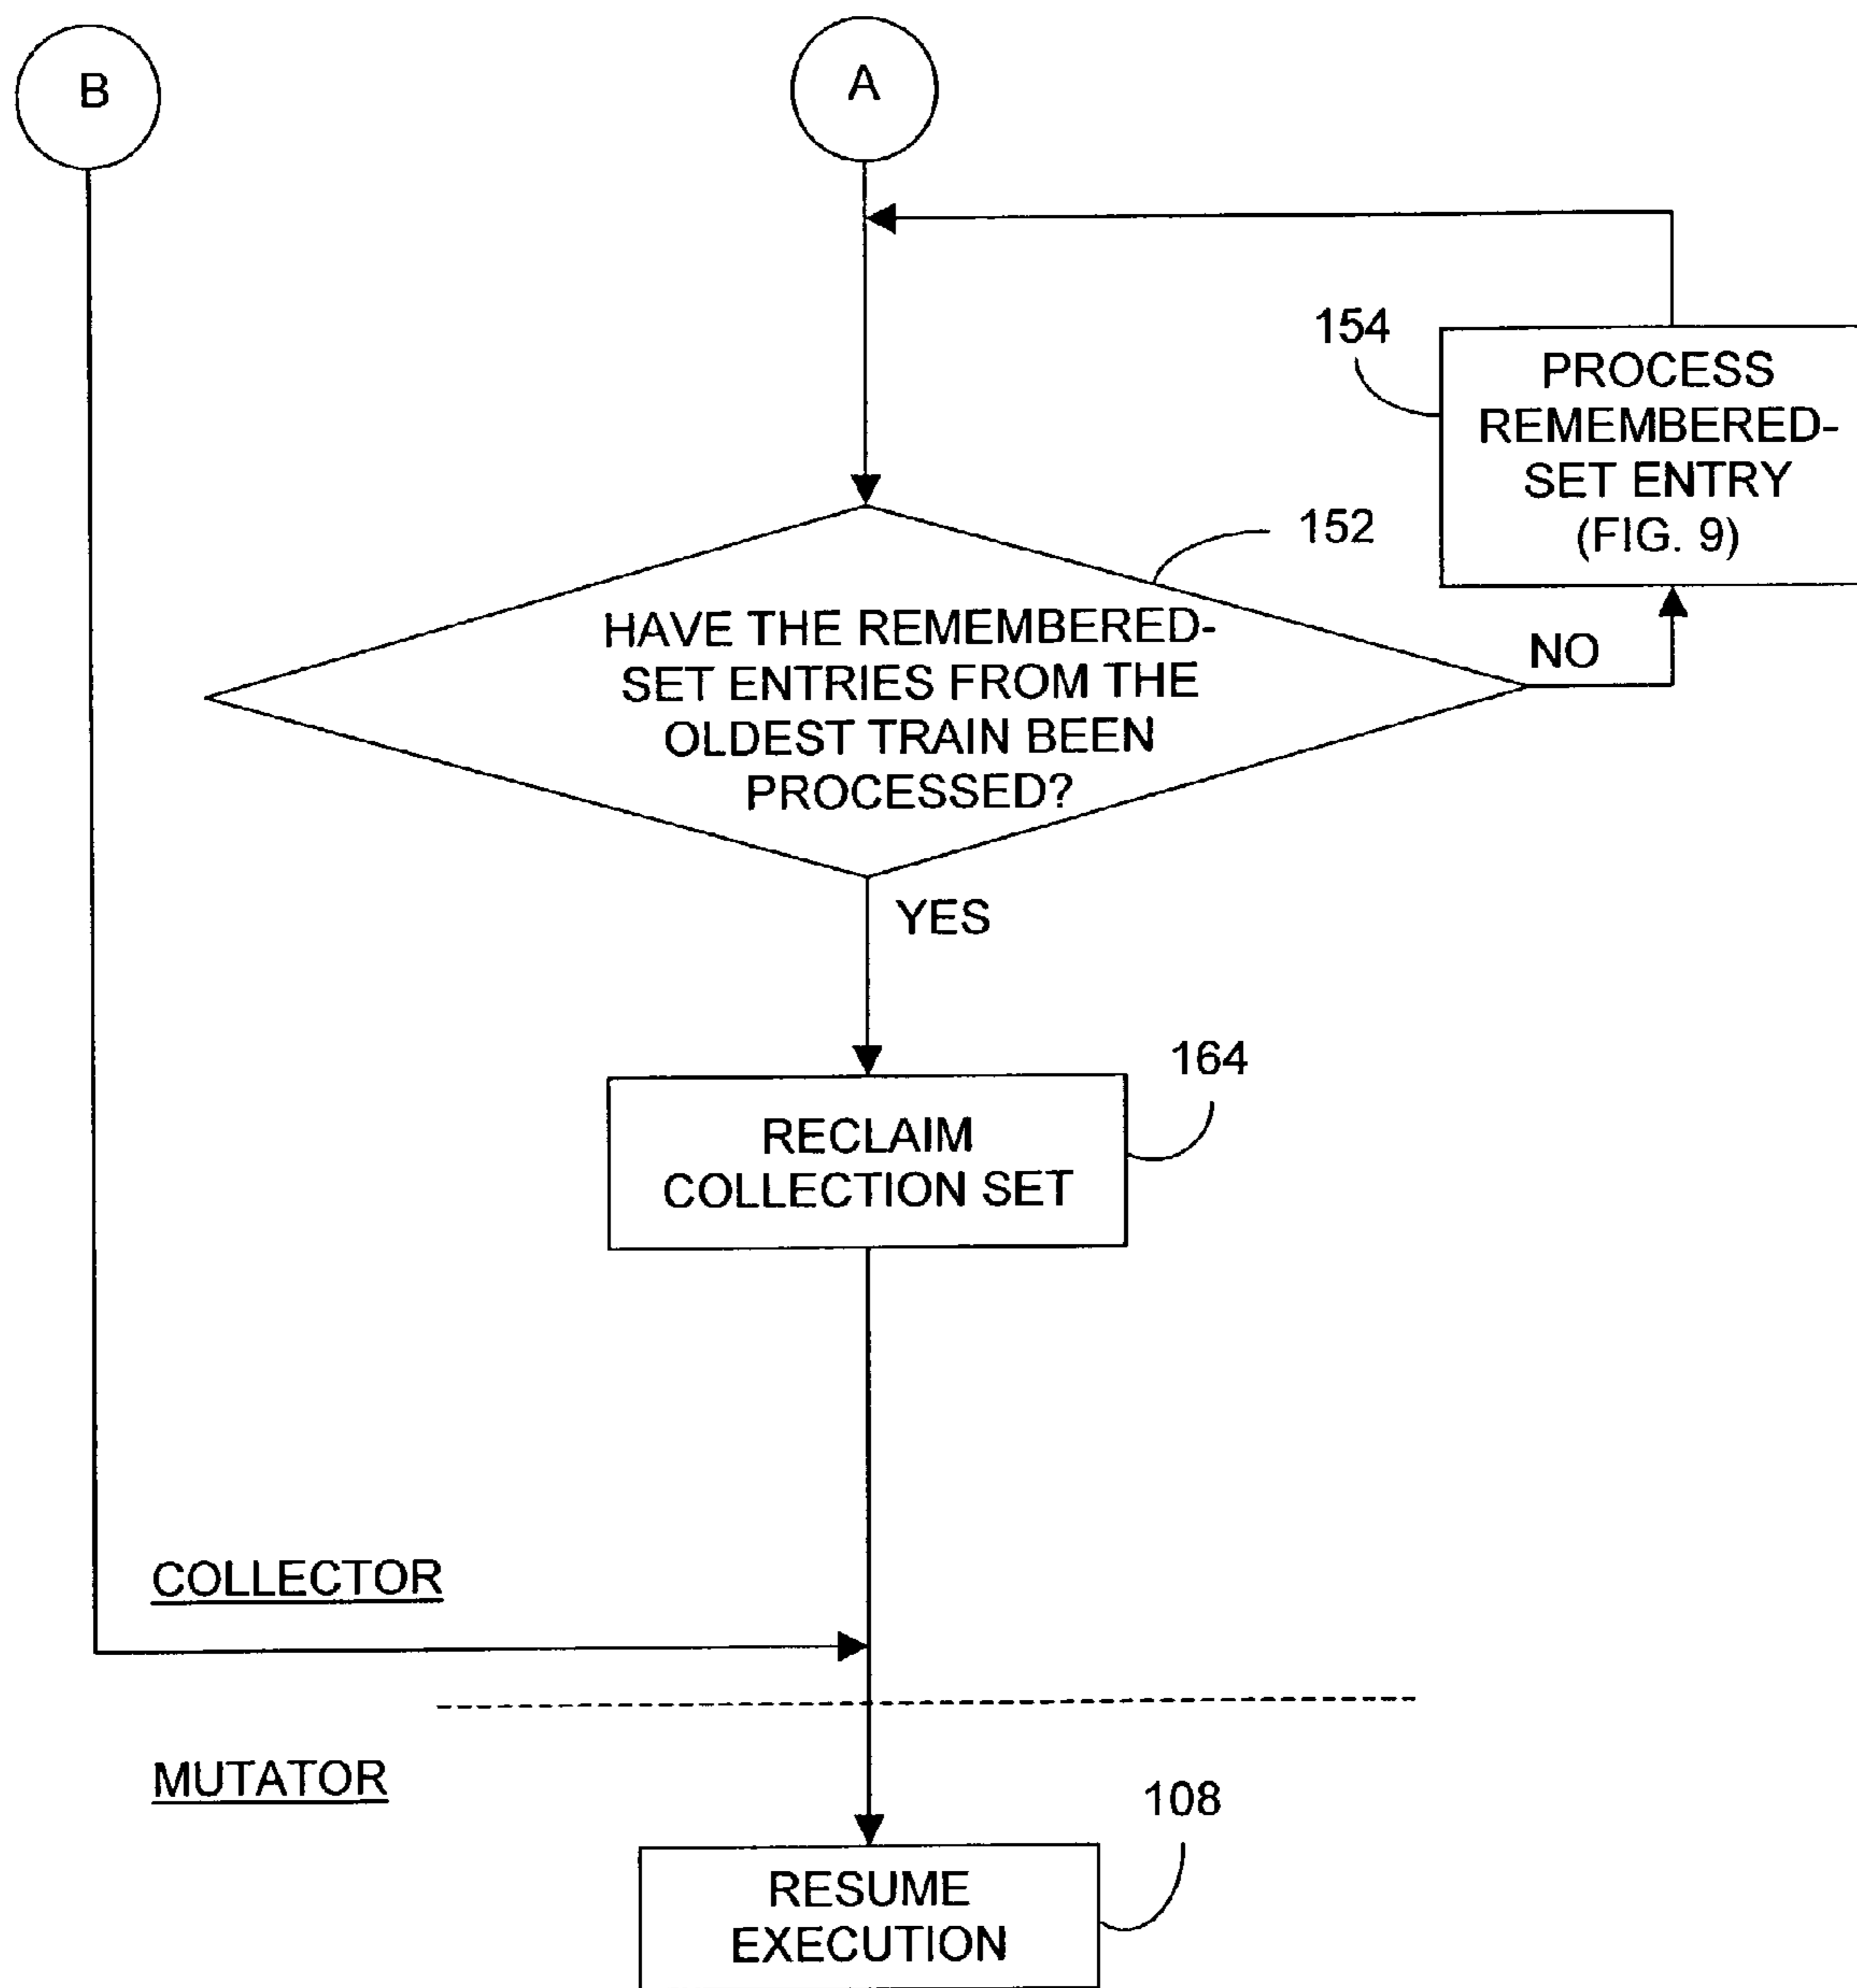 B
A
154
PROCESS
REMEMBERED-
SET ENTRY
(FIG. 9)
152
HAVE THE REMEMBERED-
SET ENTRIES FROM THE
OLDEST TRAIN BEEN
PROCESSED?
NO
YES
164
RECLAIM
COLLECTION SET
COLLECTOR
MUTATOR
108
RESUME
EXECUTION